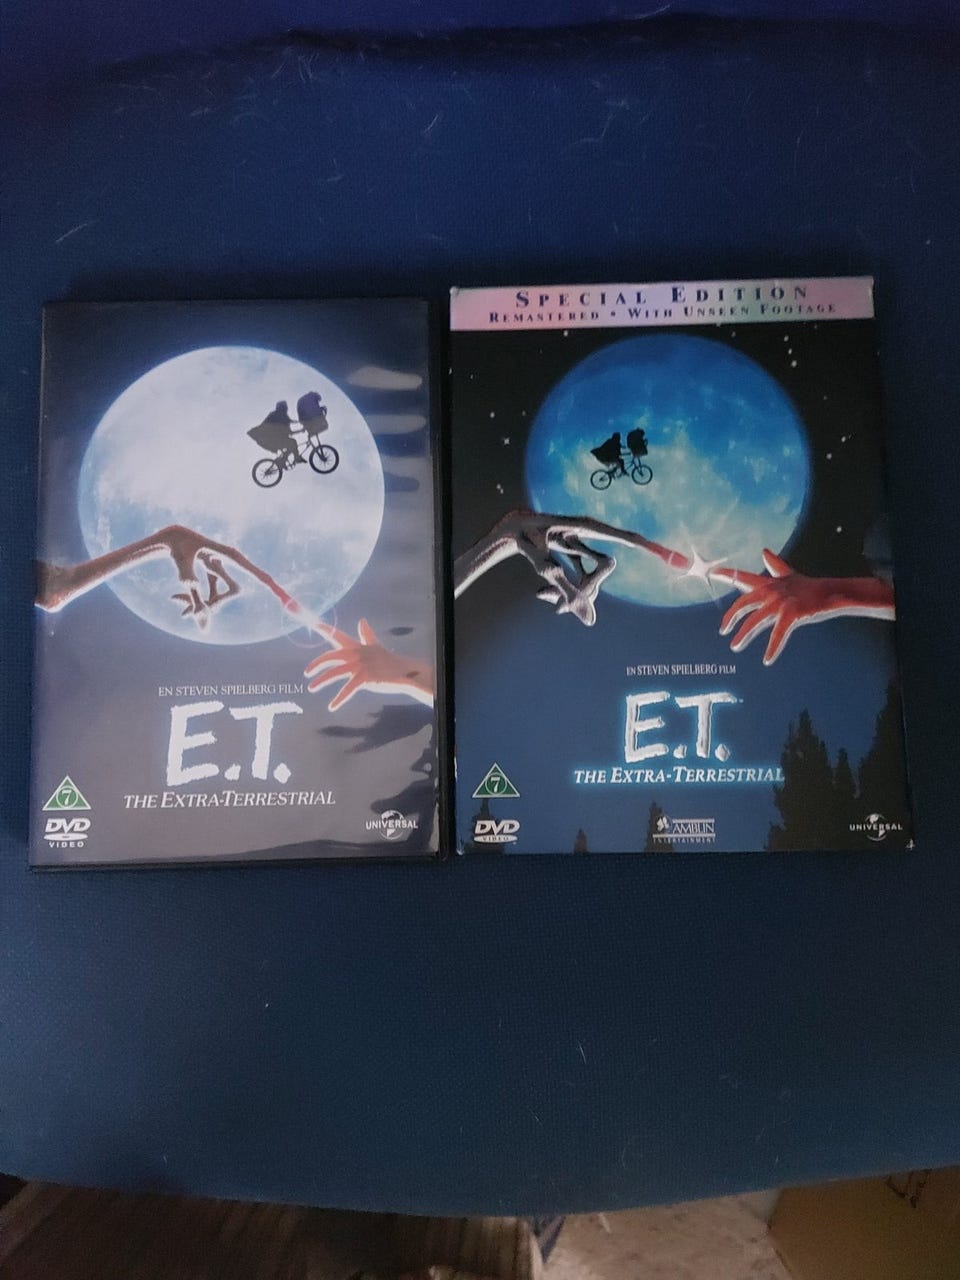 EN STEVEN SPIELBERG FILM
E.T.
THE EXTRA-TERRESTRIAL
7
DVD
VIDEO
UNIVERSAL
SPECIAL EDITION
REMASTERED • WITH UNSEEN FOOTAGE
EN STEVEN SPIELBERG FILM
E.T.
THE EXTRA-TERRESTRIAL
7
DVD
VIDEO
AMBLIN
ENTERTAINMENT
UNIVERSAL